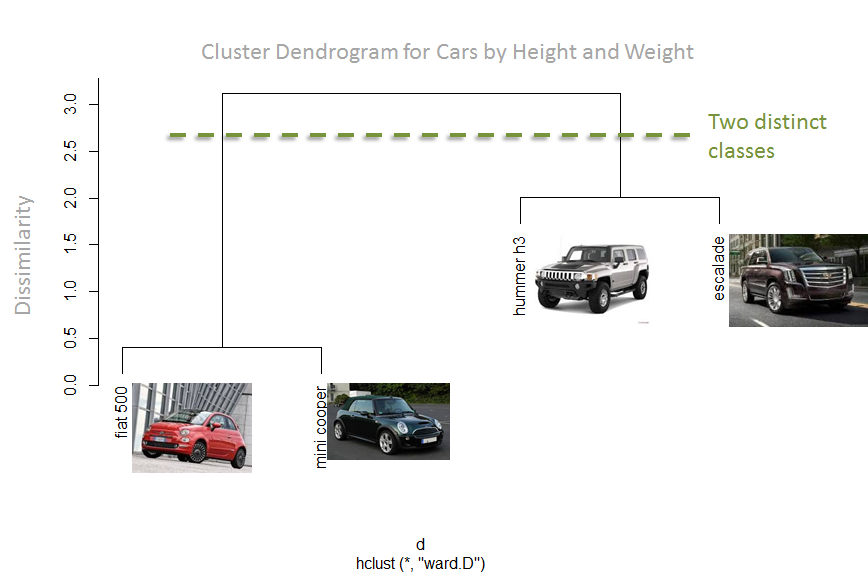 Cluster Dendrogram for Cars by Height and Weight
Two distinct
classes
Dissimilarity
3.0
2.5
2.0
1.5
1.0
0.5
0.0
hummer h3
escalade
fiat 500
mini cooper
d
hclust (*, "ward.D")